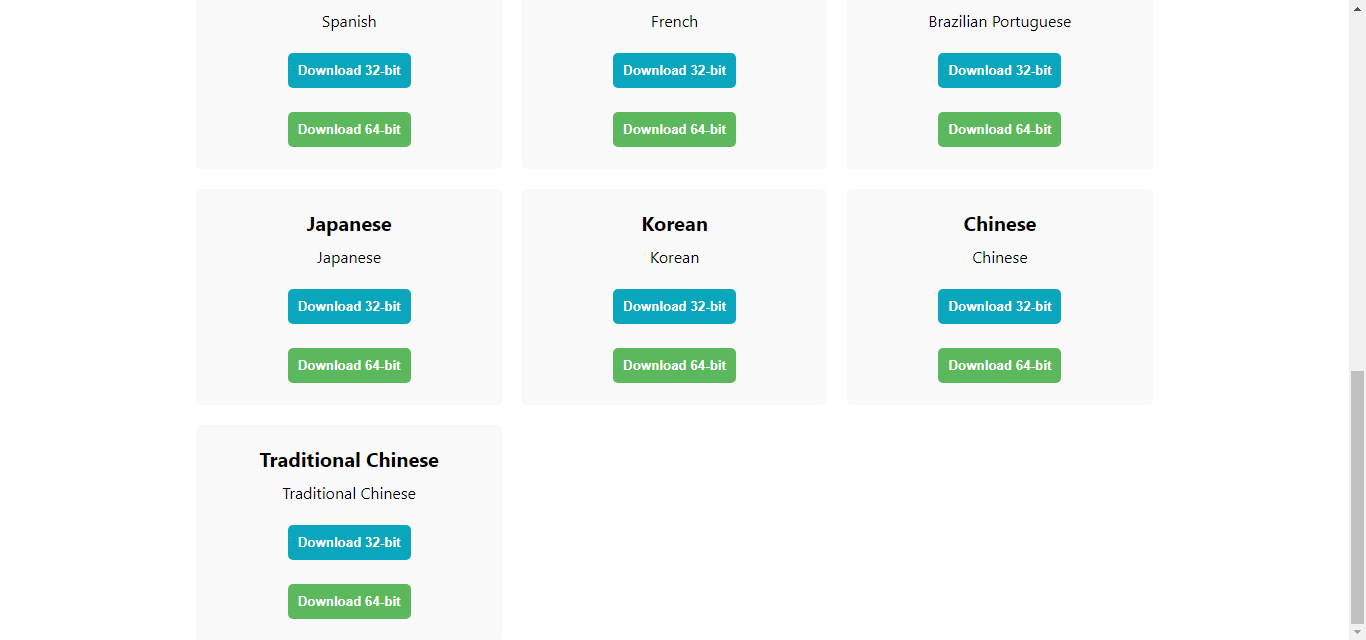 Spanish
French
Brazilian Portuguese
Download 32-bit
Download 32-bit
Download 32-bit
Download 64-bit
Download 64-bit
Download 64-bit
Japanese
Korean
Chinese
Japanese
Korean
Chinese
Download 32-bit
Download 32-bit
Download 32-bit
Download 64-bit
Download 64-bit
Download 64-bit
Traditional Chinese
Traditional Chinese
Download 32-bit
Download 64-bit